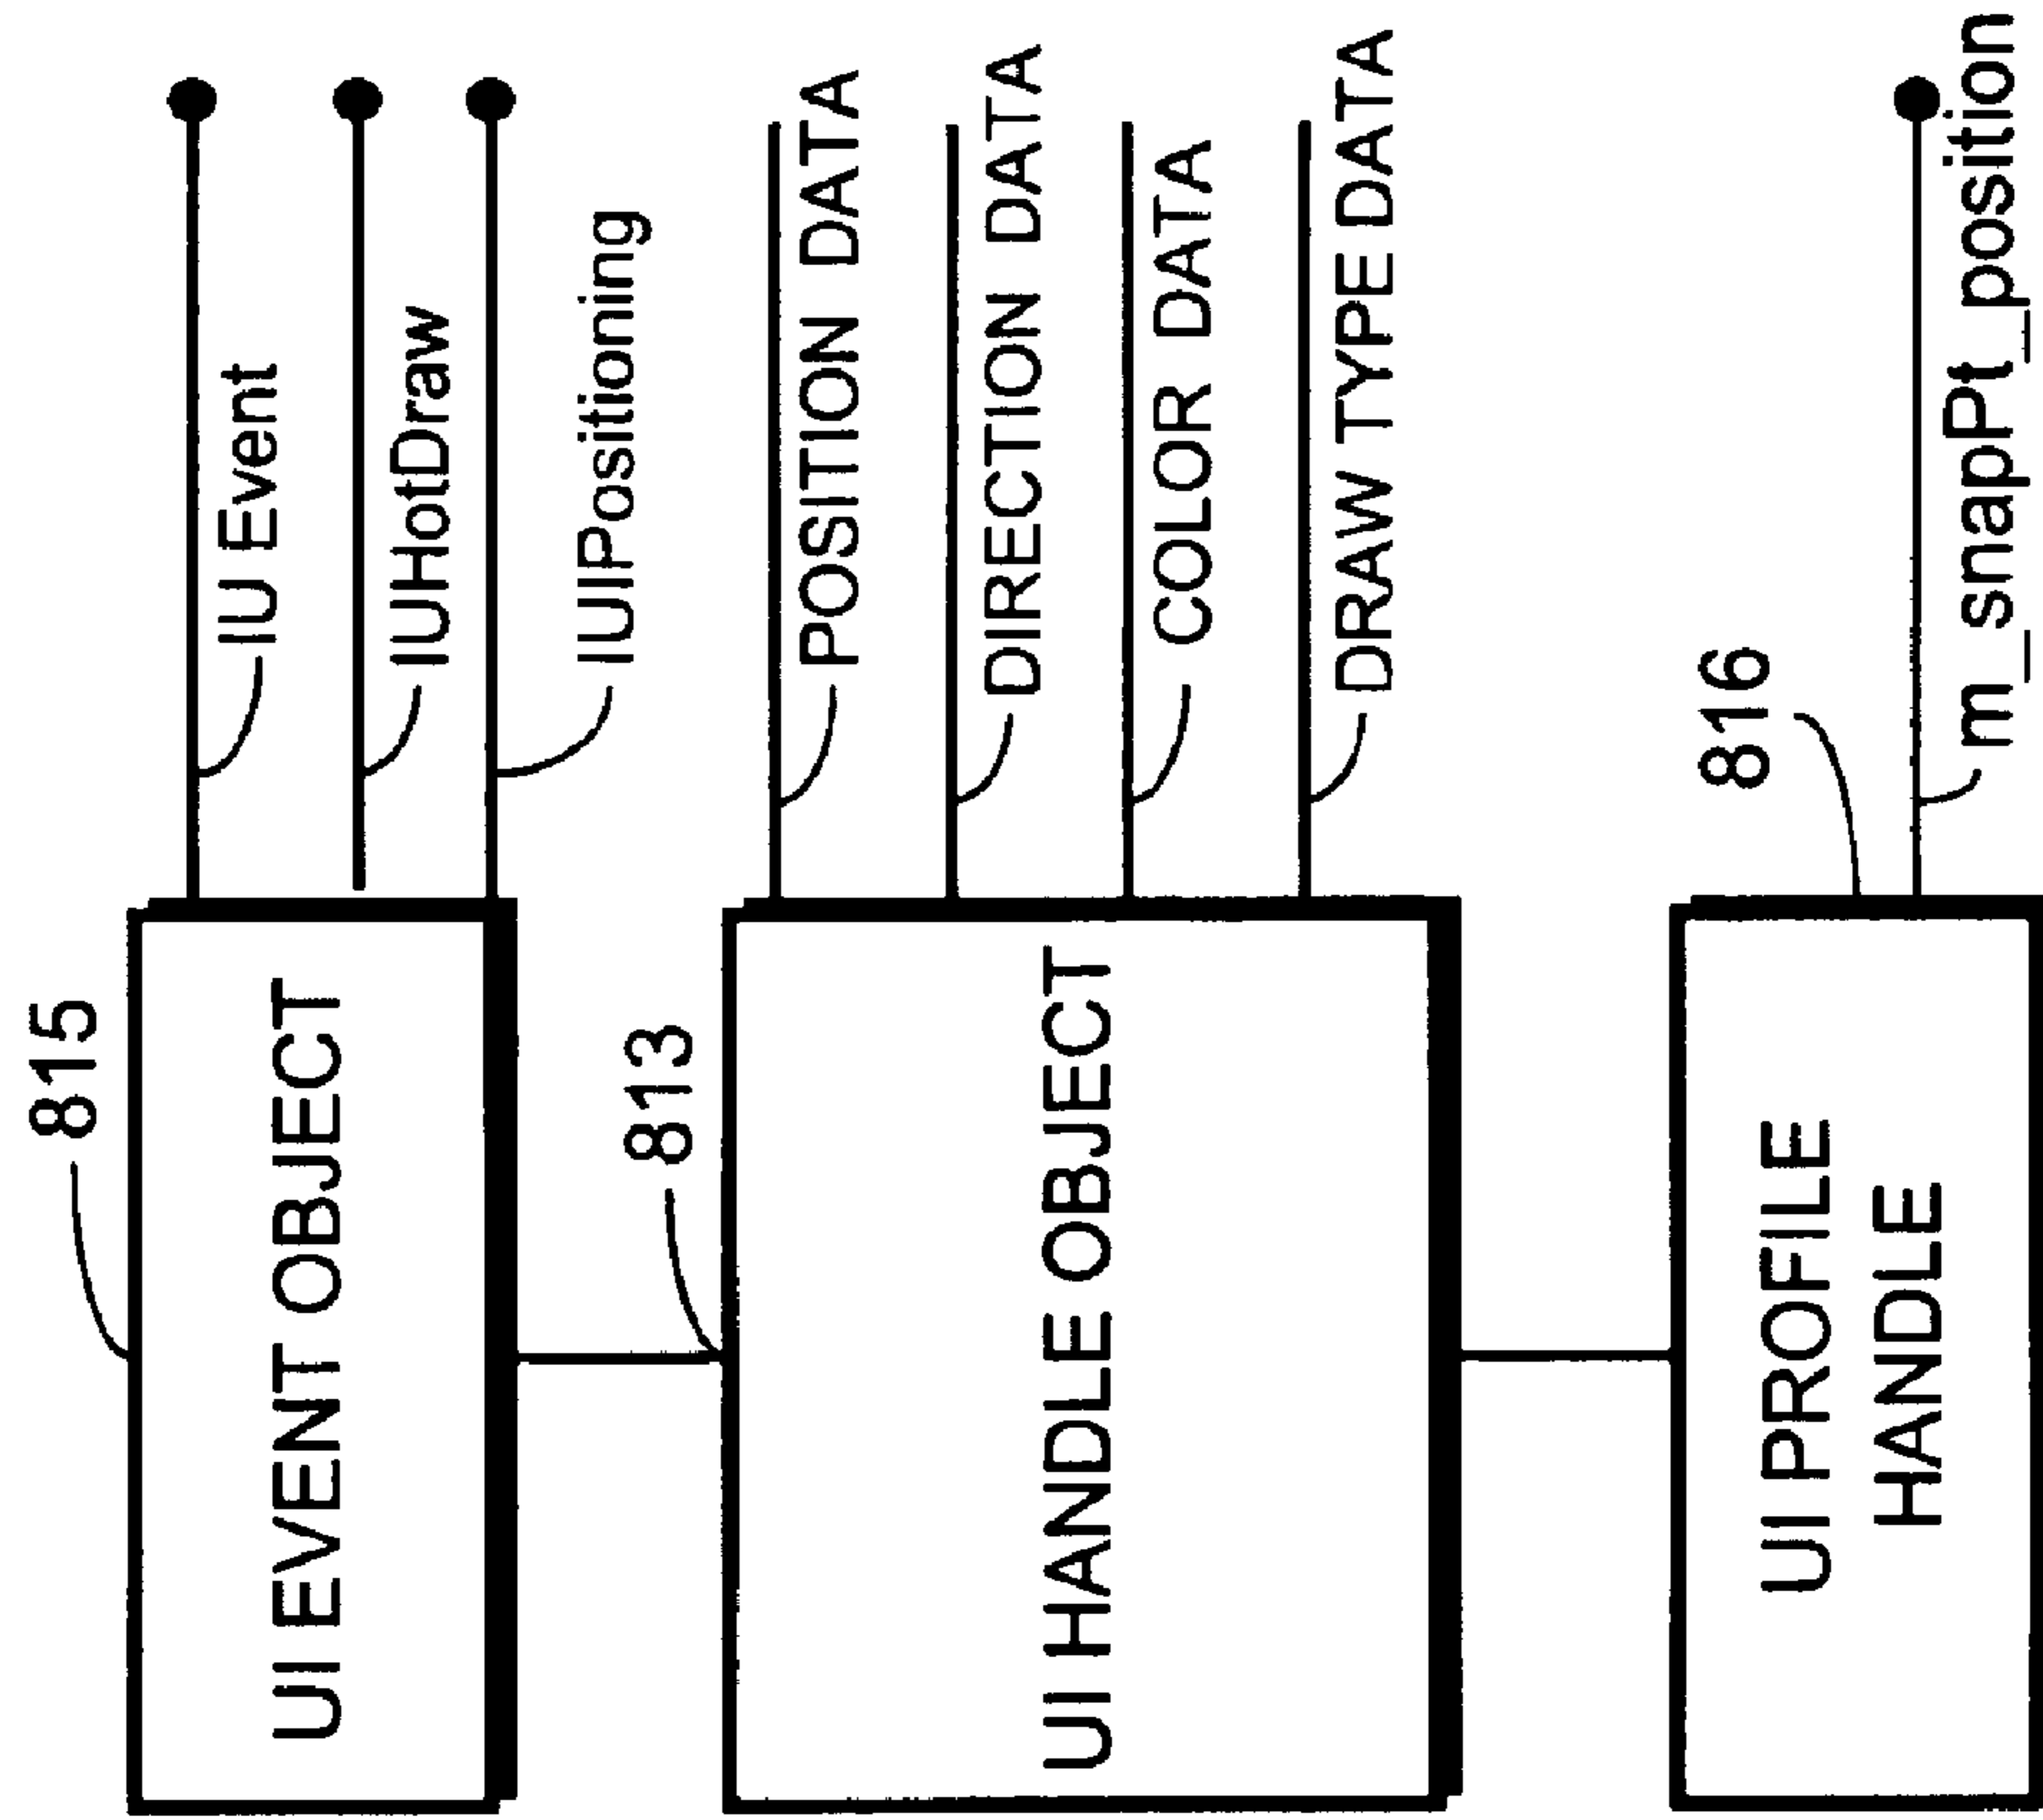 815
UI EVENT OBJECT
IU Event
IUHotDraw
IUIPositioning
813
UI HANDLE OBJECT
POSITION DATA
DIRECTION DATA
COLOR DATA
DRAW TYPE DATA
816
UI PROFILE
HANDLE
m_snapPt_position